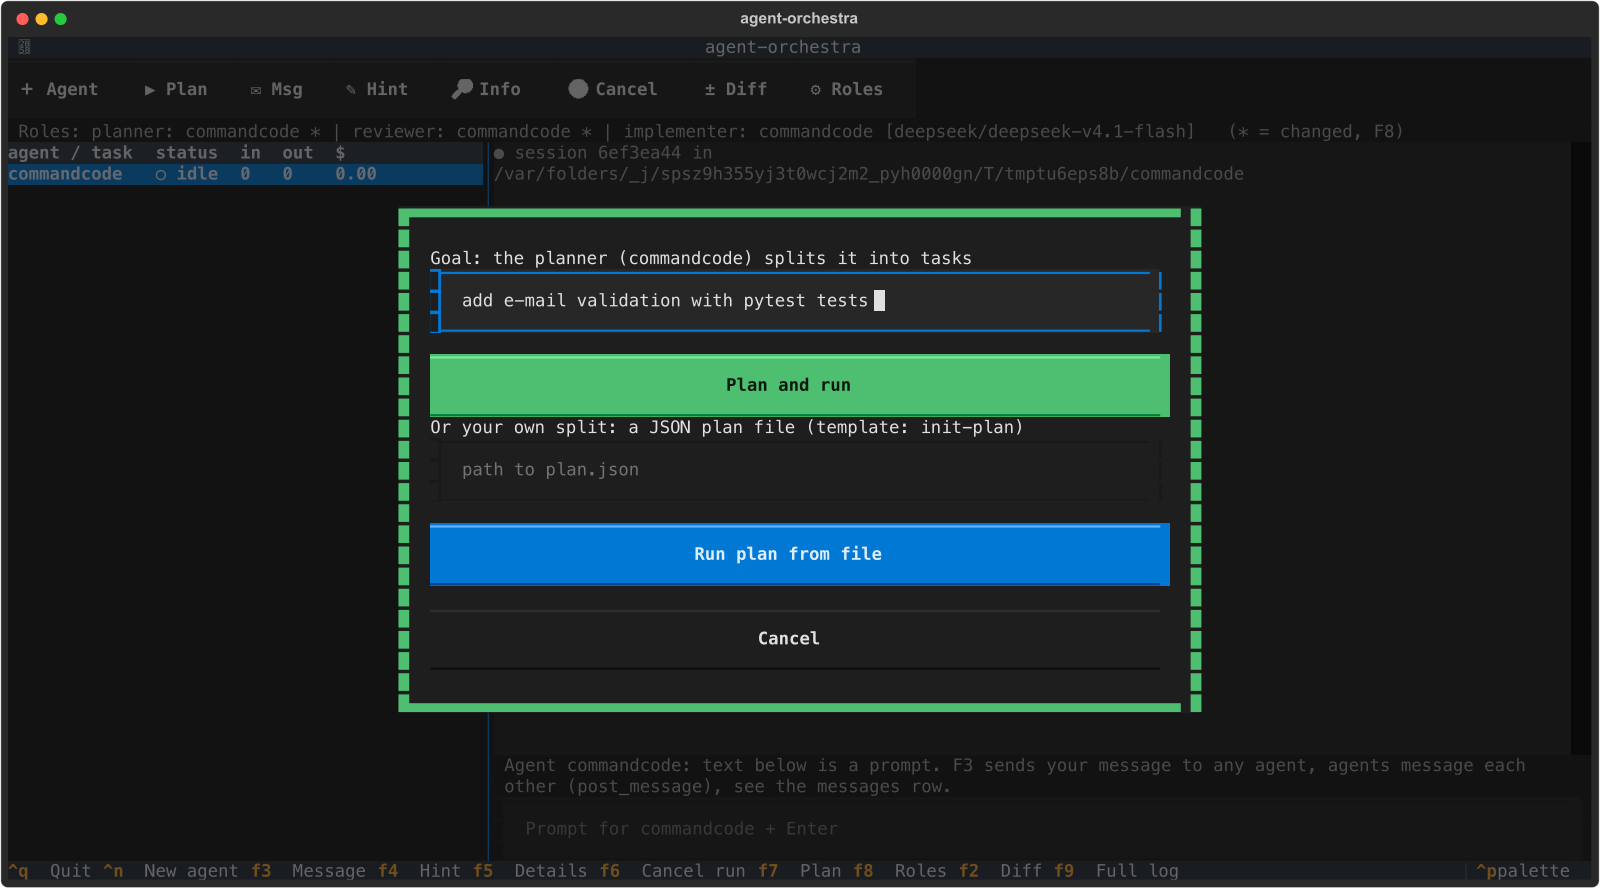 agent-orchestra
agent-orchestra
+ Agent ▶ Plan ✉ Msg ✎ Hint 🔎 Info ⬤ Cancel ± Diff ⚙ Roles
Roles: planner: commandcode * | reviewer: commandcode * | implementer: commandcode [deepseek/deepseek-v4.1-flash] (* = changed, F8)
agent / task status in out $
commandcode ○ idle 0 0 0.00
● session 6ef3ea44 in
/var/folders/_j/spsz9h355yj3t0wcj2m2_pyh0000gn/T/tmptu6eps8b/commandcode
Goal: the planner (commandcode) splits it into tasks
add e-mail validation with pytest tests
Plan and run
Or your own split: a JSON plan file (template: init-plan)
path to plan.json
Run plan from file
Cancel
Agent commandcode: text below is a prompt. F3 sends your message to any agent, agents message each
other (post_message), see the messages row.
Prompt for commandcode + Enter
^q Quit ^n New agent f3 Message f4 Hint f5 Details f6 Cancel run f7 Plan f8 Roles f2 Diff f9 Full log ^ppalette